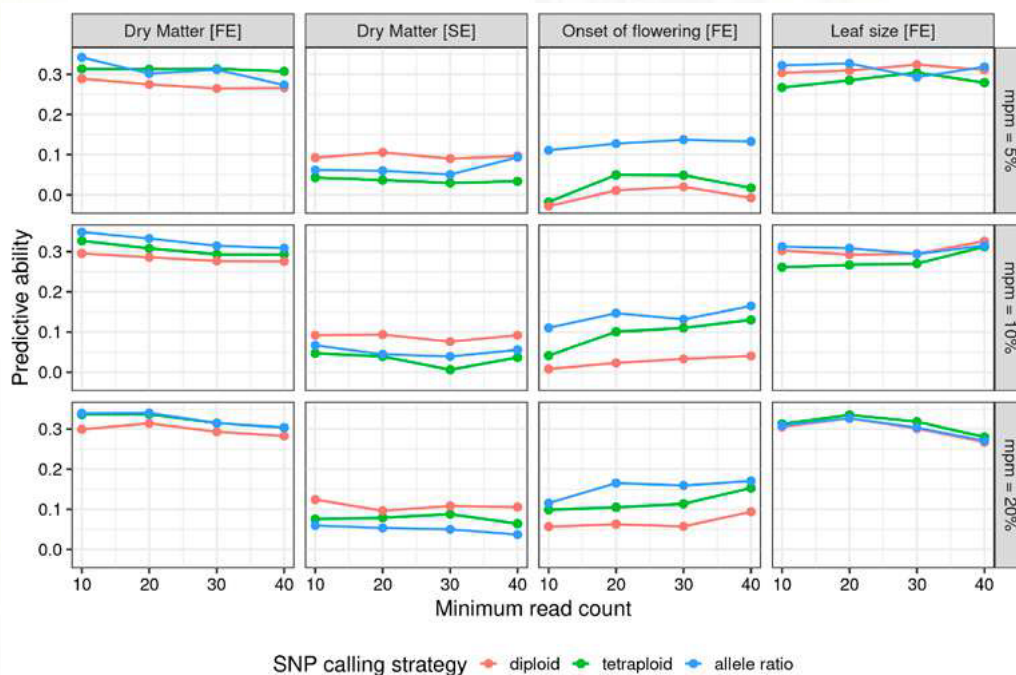 Dry Matter [FE] Dry Matter [SE] Onset of flowering [FE] Leaf size [FE]
0.3
0.2
0.1
0.0
mpm = 5%
0.3
0.2
0.1
0.0
mpm = 10%
0.3
0.2
0.1
0.0
mpm = 20%
Predictive ability
10 20 30 40 10 20 30 40 10 20 30 40 10 20 30 40
Minimum read count
SNP calling strategy diploid tetraploid allele ratio